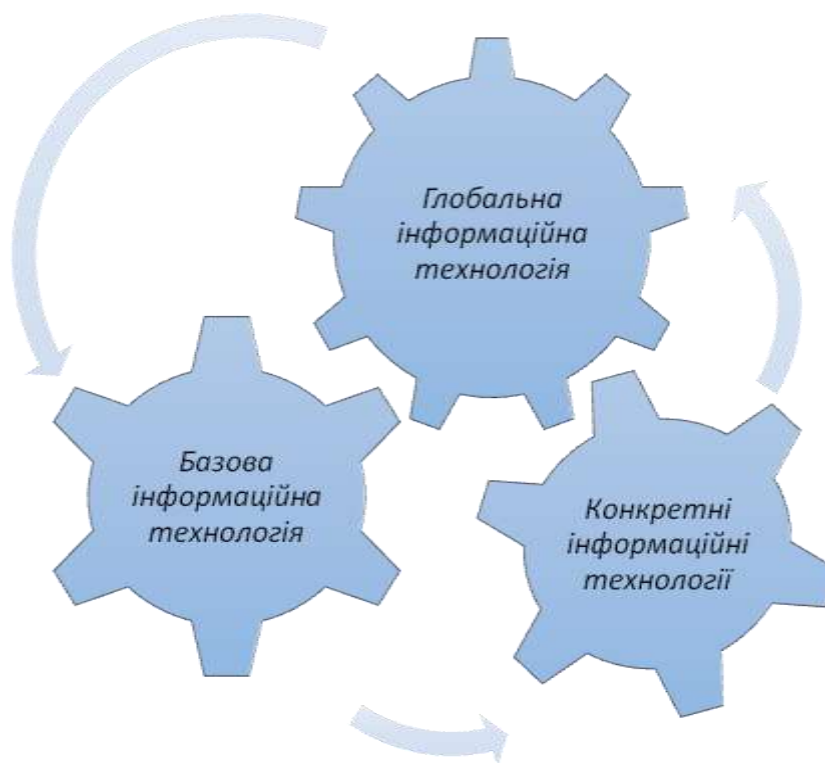 Глобальна
інформаційна
технологія
Базова
інформаційна
технологія
Конкретні
інформаційні
технології